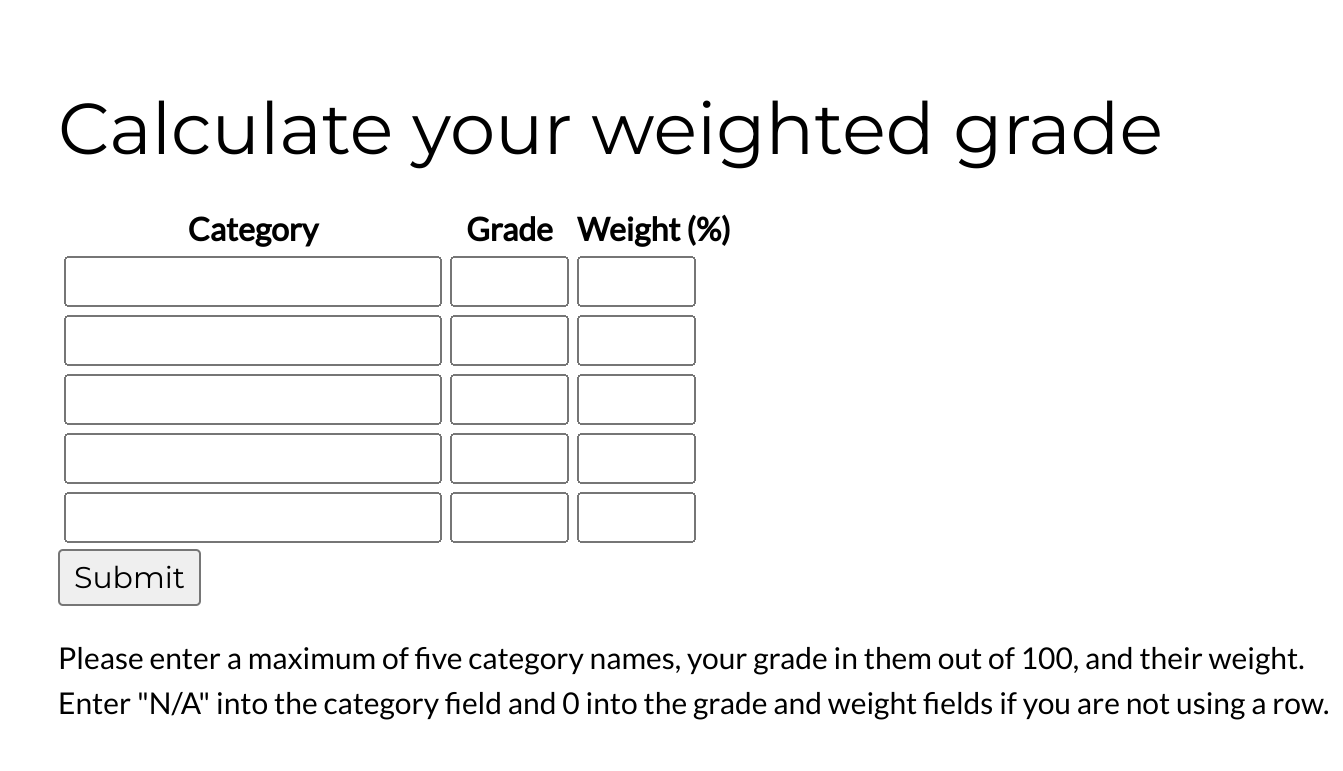 Calculate your weighted grade
Category Grade Weight (%)
Submit
Please enter a maximum of five category names, your grade in them out of 100, and their weight.
Enter "N/A" into the category field and 0 into the grade and weight fields if you are not using a row.